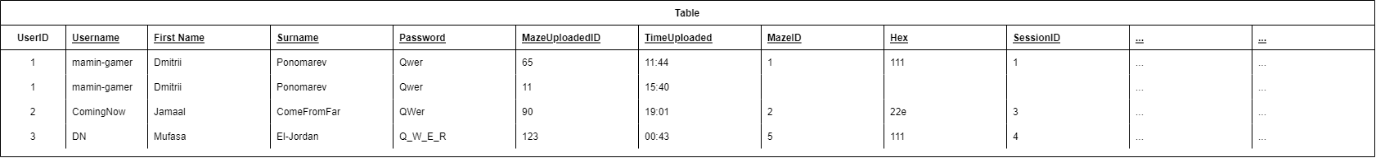 Table
UserID Username First Name Surname Password MazeUploadedID TimeUploaded MazeID Hex SessionID ... ...
1 mamin-gamer Dmitrii Ponomarev Qwer 65 11:44 1 111 1 ... ...
1 mamin-gamer Dmitrii Ponomarev Qwer 11 15:40 ... ...
2 ComingNow Jamaal ComeFromFar QWer 90 19:01 2 22e 3 ... ...
3 DN Mufasa El-Jordan Q_W_E_R 123 00:43 5 111 4 ... ...